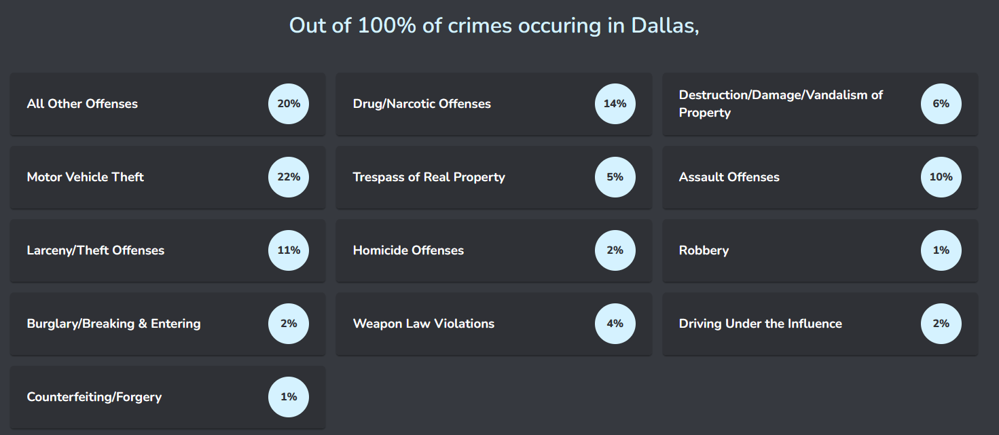 Out of 100% of crimes occuring in Dallas,
All Other Offenses
20%
Drug/Narcotic Offenses
14%
Destruction/Damage/Vandalism of
Property
6%
Motor Vehicle Theft
22%
Trespass of Real Property
5%
Assault Offenses
10%
Larceny/Theft Offenses
11%
Homicide Offenses
2%
Robbery
1%
Burglary/Breaking & Entering
2%
Weapon Law Violations
4%
Driving Under the Influence
2%
Counterfeiting/Forgery
1%